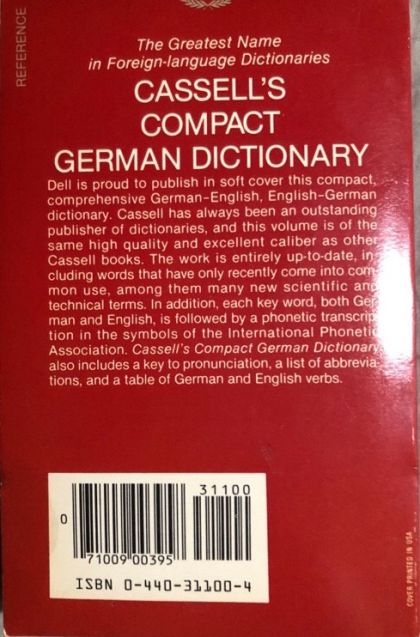 REFERENCE
The Greatest Name
in Foreign-language Dictionaries
CASSELL'S
COMPACT
GERMAN DICTIONARY
Dell is proud to publish in soft cover this compact,
comprehensive German-English, English-German
dictionary. Cassell has always been an outstanding
publisher of dictionaries, and this volume is of the
same high quality and excellent caliber as other
Cassell books. The work is entirely up-to-date, in-
cluding words that have only recently come into com-
mon use, among them many new scientific and
technical terms. In addition, each key word, both Ger-
man and English, is followed by a phonetic transcrip-
tion in the symbols of the International Phonetic
Association. Cassell's Compact German Dictionary
also includes a key to pronunciation, a list of abbrevia-
tions, and a table of German and English verbs.
31100
0
71009 00395
ISBN 0-440-31100-4
COVER PRINTED IN USA